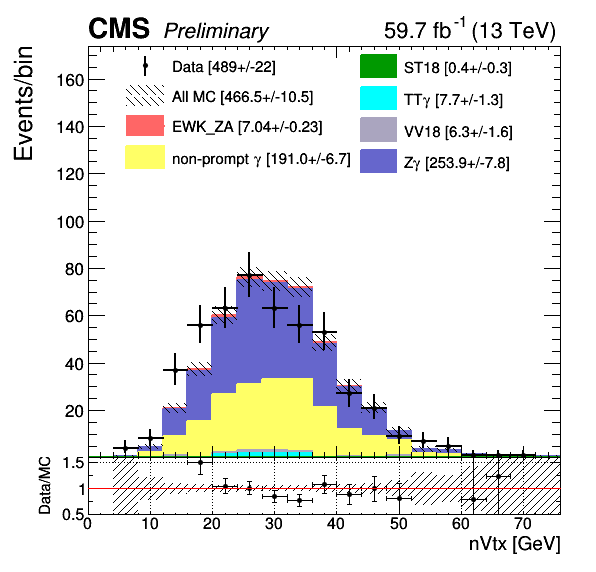 CMS Preliminary 59.7 fb⁻¹ (13 TeV)
Events/bin
160
140
120
100
80
60
40
20
Data [489+/-22]
All MC [466.5+/-10.5]
EWK_ZA [7.04+/-0.23]
non-prompt γ [191.0+/-6.7]
ST18 [0.4+/-0.3]
TTγ [7.7+/-1.3]
VV18 [6.3+/-1.6]
Zγ [253.9+/-7.8]
Data/MC
1.5
1
0.5
0 10 20 30 40 50 60 70
nVtx [GeV]